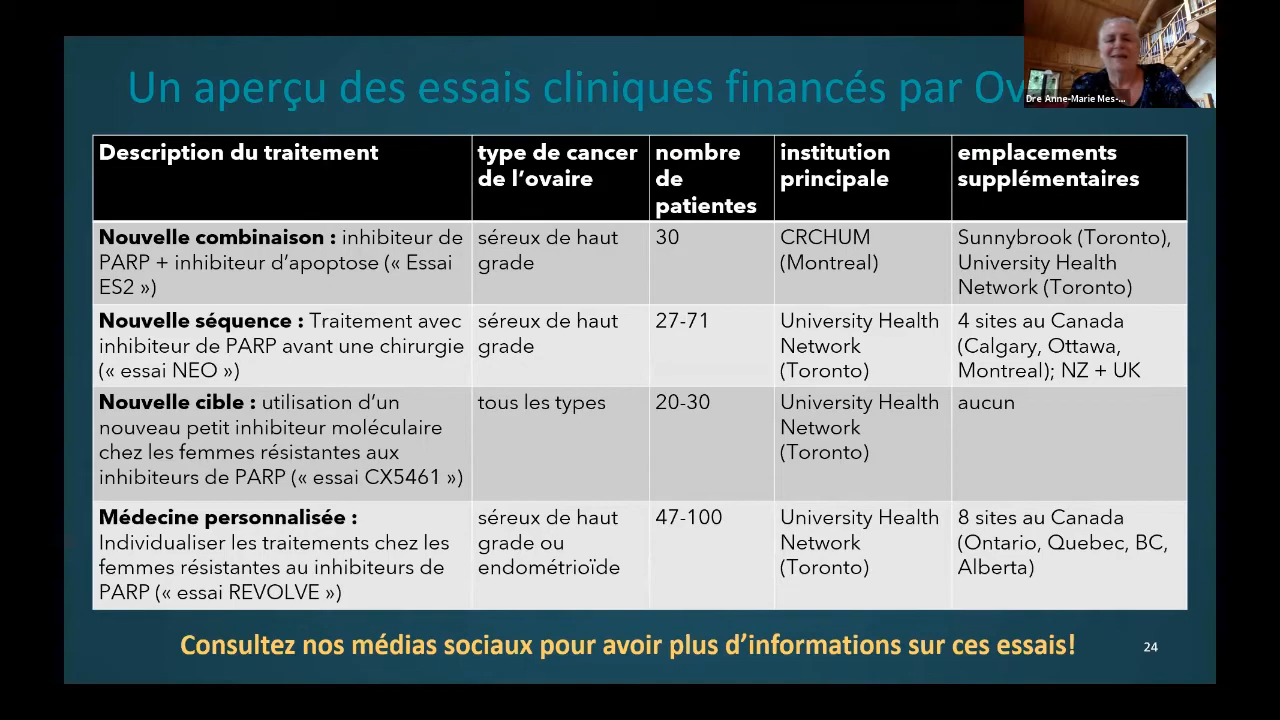 Un aperçu des essais cliniques financés par Ov
Dre Anne-Marie Mes-...
Description du traitement
type de cancer
de l’ovaire
nombre
de
patientes
institution
principale
emplacements
supplémentaires
Nouvelle combinaison : inhibiteur de
PARP + inhibiteur d’apoptose (« Essai
ES2 »)
séreux de haut
grade
30
CRCHUM
(Montreal)
Sunnybrook (Toronto),
University Health
Network (Toronto)
Nouvelle séquence : Traitement avec
inhibiteur de PARP avant une chirurgie
(« essai NEO »)
séreux de haut
grade
27-71
University Health
Network
(Toronto)
4 sites au Canada
(Calgary, Ottawa,
Montreal); NZ + UK
Nouvelle cible : utilisation d’un
nouveau petit inhibiteur moléculaire
chez les femmes résistantes aux
inhibiteurs de PARP (« essai CX5461 »)
tous les types
20-30
University Health
Network
(Toronto)
aucun
Médecine personnalisée :
Individualiser les traitements chez les
femmes résistantes au inhibiteurs de
PARP (« essai REVOLVE »)
séreux de haut
grade ou
endométrioïde
47-100
University Health
Network
(Toronto)
8 sites au Canada
(Ontario, Quebec, BC,
Alberta)
Consultez nos médias sociaux pour avoir plus d’informations sur ces essais!
24